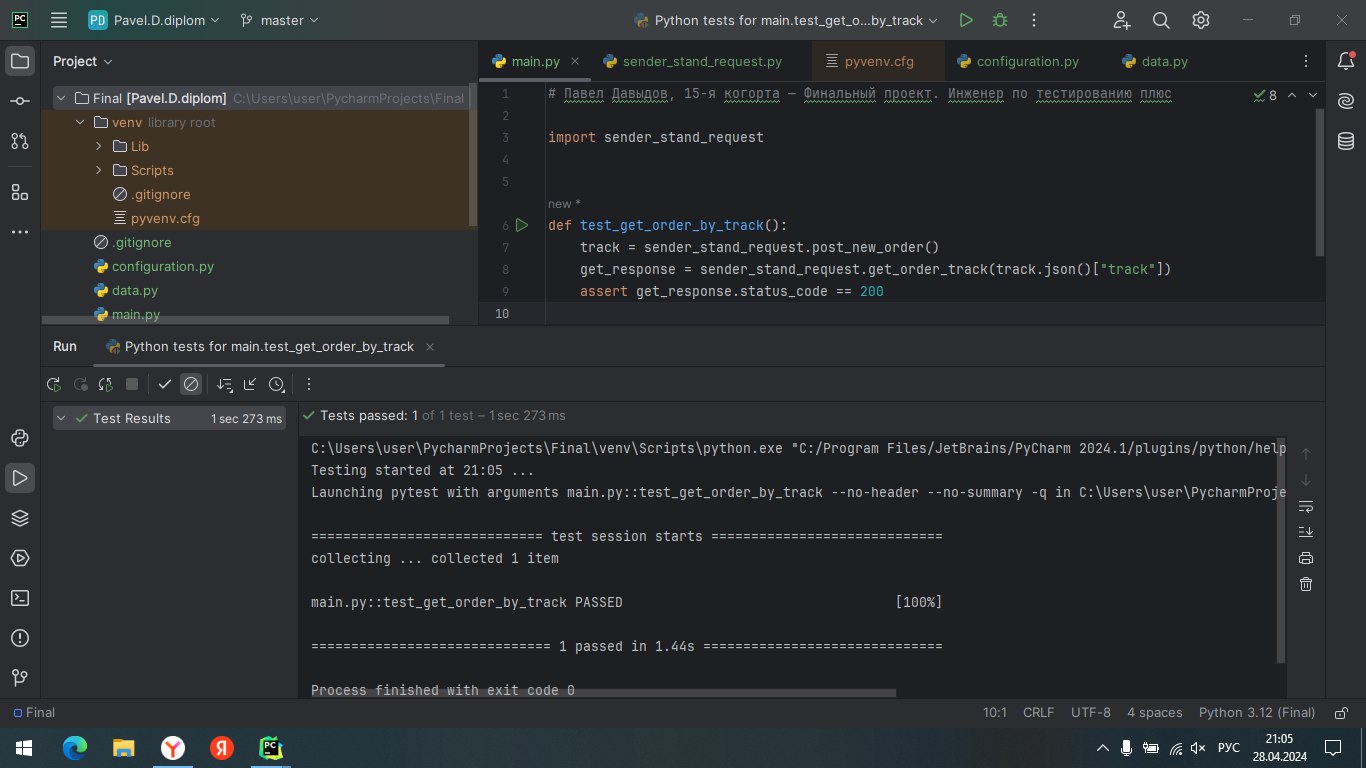 PC PD Pavel.D.diplom master Python tests for main.test_get_o...by_track
Project
main.py sender_stand_request.py pyvenv.cfg configuration.py data.py
Final [Pavel.D.diplom] C:\Users\user\PycharmProjects\Final
venv library root
Lib
Scripts
.gitignore
pyvenv.cfg
.gitignore
configuration.py
data.py
main.py
1 # Павел Давыдов, 15-я когорта — Финальный проект. Инженер по тестированию плюс
8
2
3 import sender_stand_request
4
5
new *
6 def test_get_order_by_track():
7 track = sender_stand_request.post_new_order()
8 get_response = sender_stand_request.get_order_track(track.json()["track"])
9 assert get_response.status_code == 200
10
Run Python tests for main.test_get_order_by_track
Test Results 1 sec 273 ms
Tests passed: 1 of 1 test – 1 sec 273 ms
C:\Users\user\PycharmProjects\Final\venv\Scripts\python.exe "C:/Program Files/JetBrains/PyCharm 2024.1/plugins/python/help
Testing started at 21:05 ...
Launching pytest with arguments main.py::test_get_order_by_track --no-header --no-summary -q in C:\Users\user\PycharmProje
============================= test session starts =============================
collecting ... collected 1 item
main.py::test_get_order_by_track PASSED [100%]
============================== 1 passed in 1.44s ==============================
Process finished with exit code 0
Final 10:1 CRLF UTF-8 4 spaces Python 3.12 (Final)
Y Я PC РУС 21:05
28.04.2024